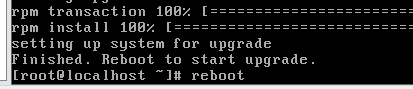 rpm transaction 100% [=========================
rpm install 100% [=============================
setting up system for upgrade
Finished. Reboot to start upgrade.
[root@localhost ~]# reboot